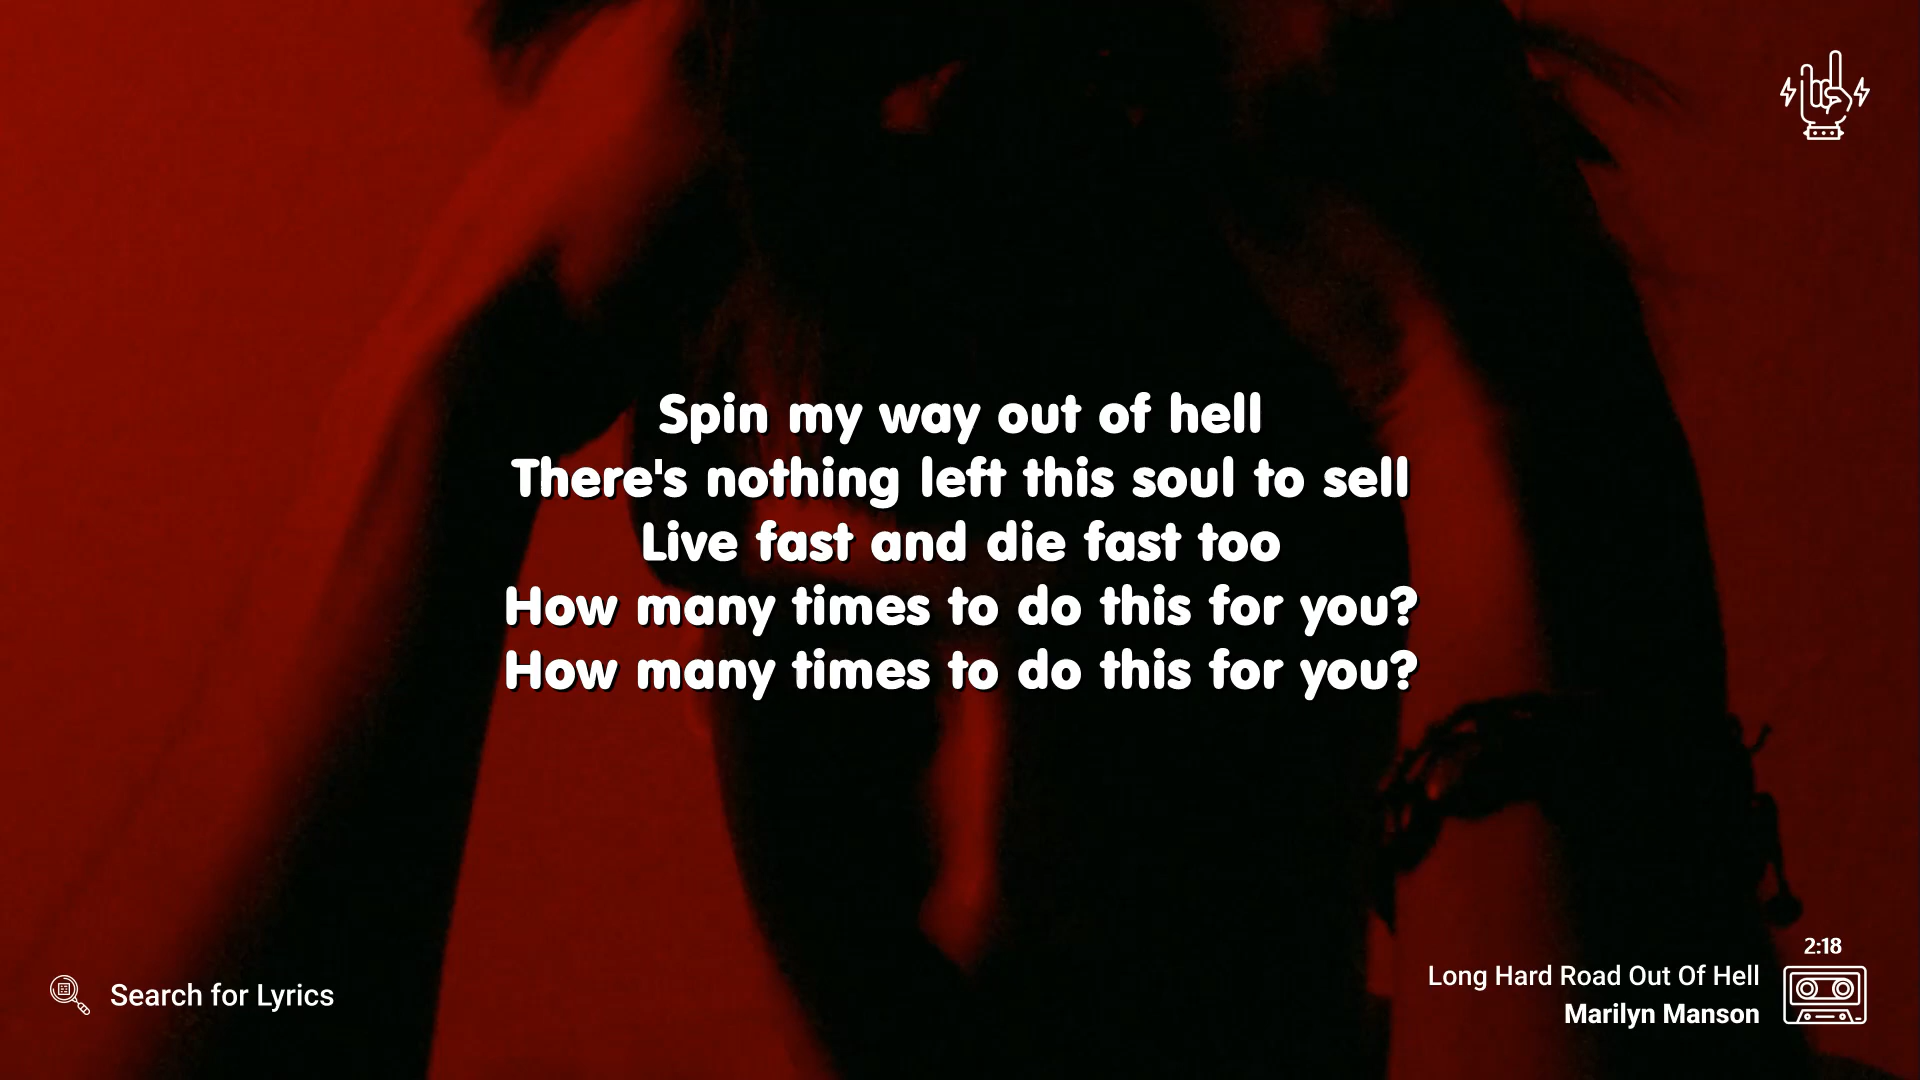 Spin my way out of hell
There's nothing left this soul to sell
Live fast and die fast too
How many times to do this for you?
How many times to do this for you?
Search for Lyrics
2:18
Long Hard Road Out Of Hell
Marilyn Manson